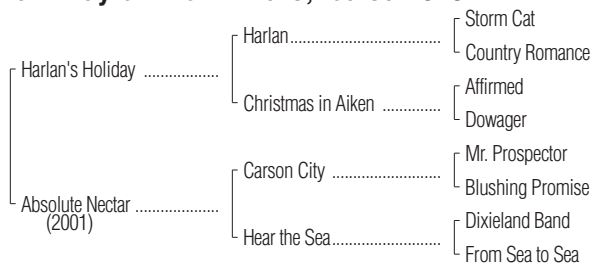 Storm Cat
Harlan....................
Country Romance
Harlan's Holiday ..................
Affirmed
Christmas in Aiken ..............
Dowager
Mr. Prospector
Carson City ..........................
Blushing Promise
Absolute Nectar ....................
(2001)
Dixieland Band
Hear the Sea..........................
From Sea to Sea